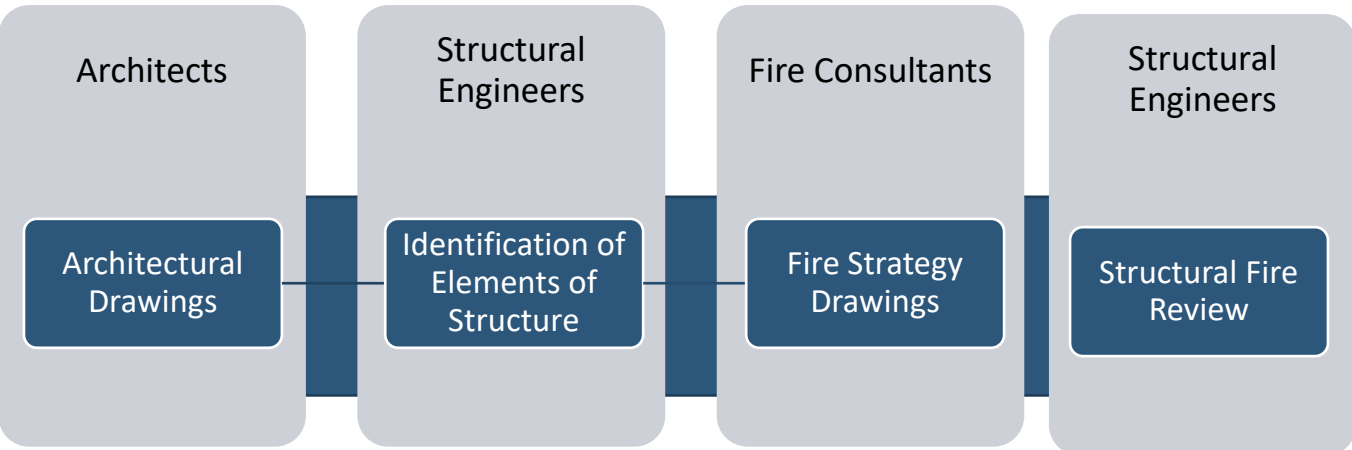 Architects
Architectural
Drawings
Structural
Engineers
Identification of
Elements of
Structure
Fire Consultants
Fire Strategy
Drawings
Structural
Engineers
Structural Fire
Review